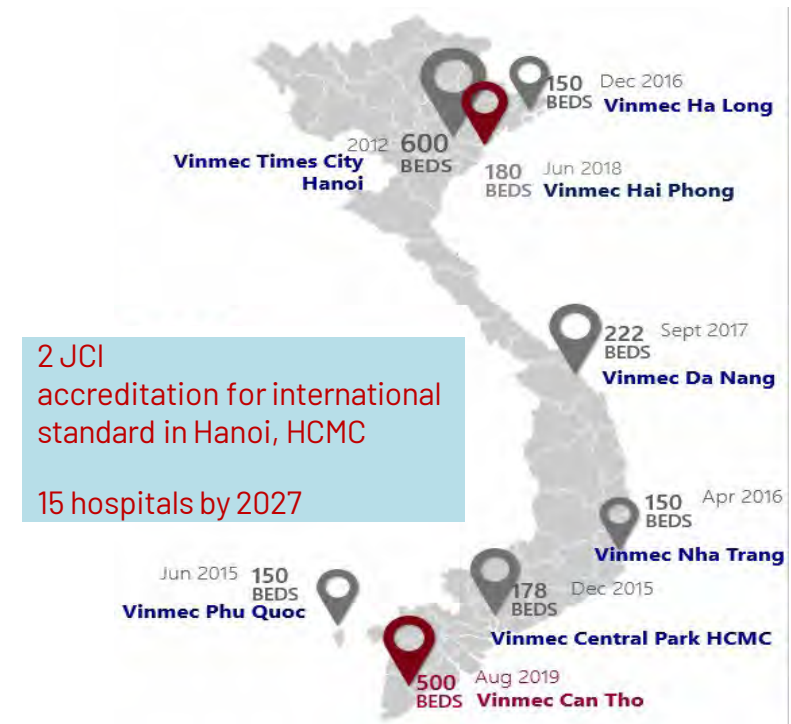 150 Dec 2016
BEDS Vinmec Ha Long
2012 600
BEDS
Vinmec Times City
Hanoi
180 Jun 2018
BEDS Vinmec Hai Phong
222 Sept 2017
BEDS
Vinmec Da Nang
2 JCI
accreditation for international
standard in Hanoi, HCMC
15 hospitals by 2027
150 Apr 2016
BEDS
Vinmec Nha Trang
Jun 2015 150
BEDS
Vinmec Phu Quoc
178 Dec 2015
BEDS
Vinmec Central Park HCMC
500 Aug 2019
BEDS Vinmec Can Tho